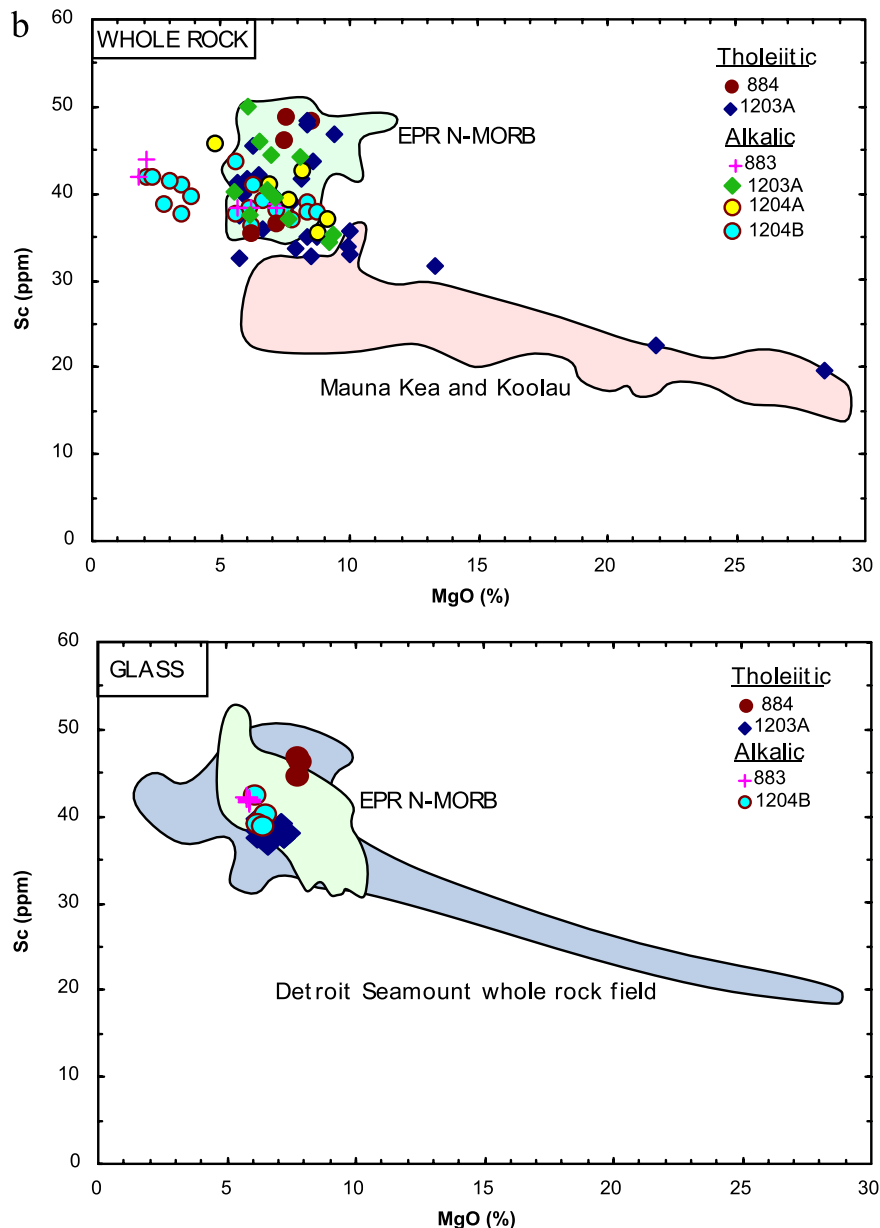 b
WHOLE ROCK
Tholeiitic
884
1203A
Alkalic
883
1203A
1204A
1204B
EPR N-MORB
Mauna Kea and Koolau
Sc (ppm)
60
50
40
30
20
10
0
0 5 10 15 20 25 30
MgO (%)
GLASS
Tholeiitic
884
1203A
Alkalic
883
1204B
EPR N-MORB
Detroit Seamount whole rock field
Sc (ppm)
60
50
40
30
20
10
0
0 5 10 15 20 25 30
MgO (%)